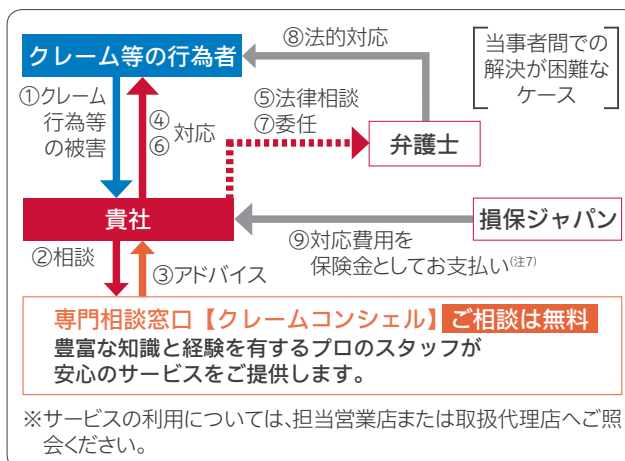 ⑧法的対応
当事者間での
解決が困難な
ケース
クレーム等の行為者
①クレーム
行為等
の被害
④
⑥
対応
⑤法律相談
⑦委任
弁護士
貴社
損保ジャパン
②相談
③アドバイス
⑨対応費用を
保険金としてお支払い(注7)
専門相談窓口【クレームコンシェル】 ご相談は無料
豊富な知識と経験を有するプロのスタッフが
安心のサービスをご提供します。
※サービスの利用については、担当営業店または取扱代理店へご照
会ください。